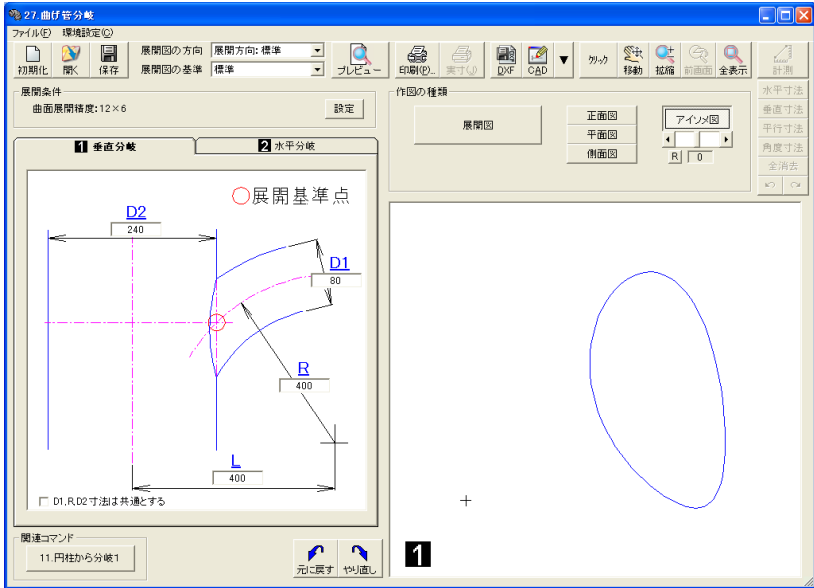 27.曲げ管分岐
ファイル(F) 環境設定(C)
初期化 開く 保存
展開図の方向 展開方向: 標準
展開図の基準 標準
プレビュー 印刷(P).. 実寸(J) DXF CAD ▼ クリック 移動 拡縮 前画面 全表示 計測
展開条件
曲面展開精度:12×6
設定
作図の種類
展開図
正面図
平面図
側面図
アイソメ図
R 0
水平寸法
垂直寸法
平行寸法
角度寸法
全消去
1 垂直分岐 2 水平分岐
展開基準点
D2
240
D1
80
R
400
L
400
D1,R,D2寸法は共通とする
関連コマンド
11.円柱から分岐1
元に戻す やり直し
1